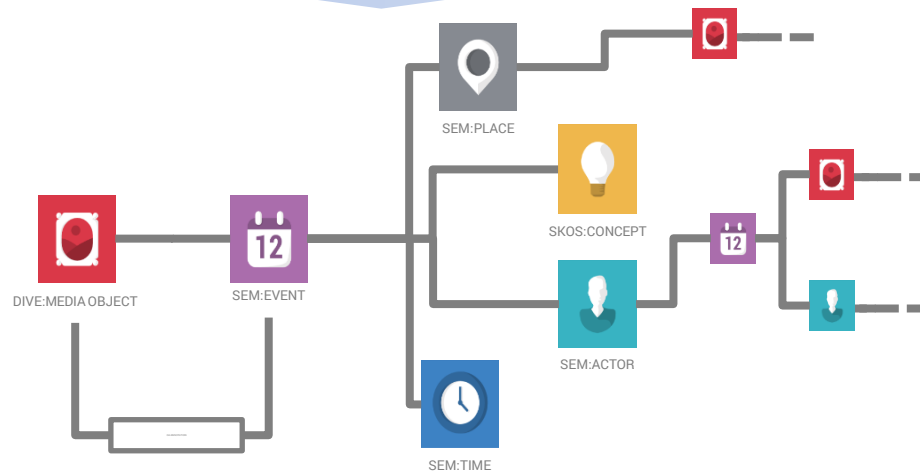 SEM:PLACE
SKOS:CONCEPT
12
12
DIVE:MEDIA OBJECT
SEM:EVENT
SEM:ACTOR
SEM:TIME